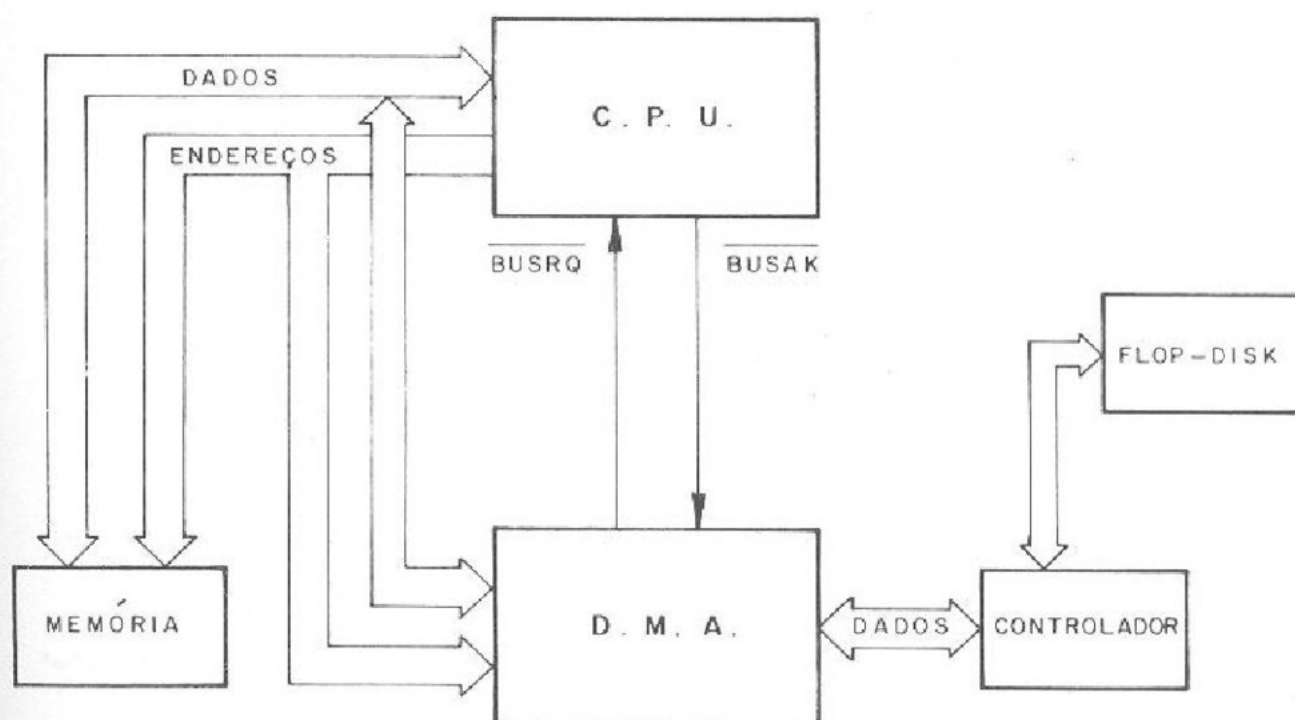 DADOS
C. P. U.
ENDEREÇOS
BUSRQ
BUSAK
FLOP-DISK
MEMÓRIA
D. M. A.
DADOS
CONTROLADOR